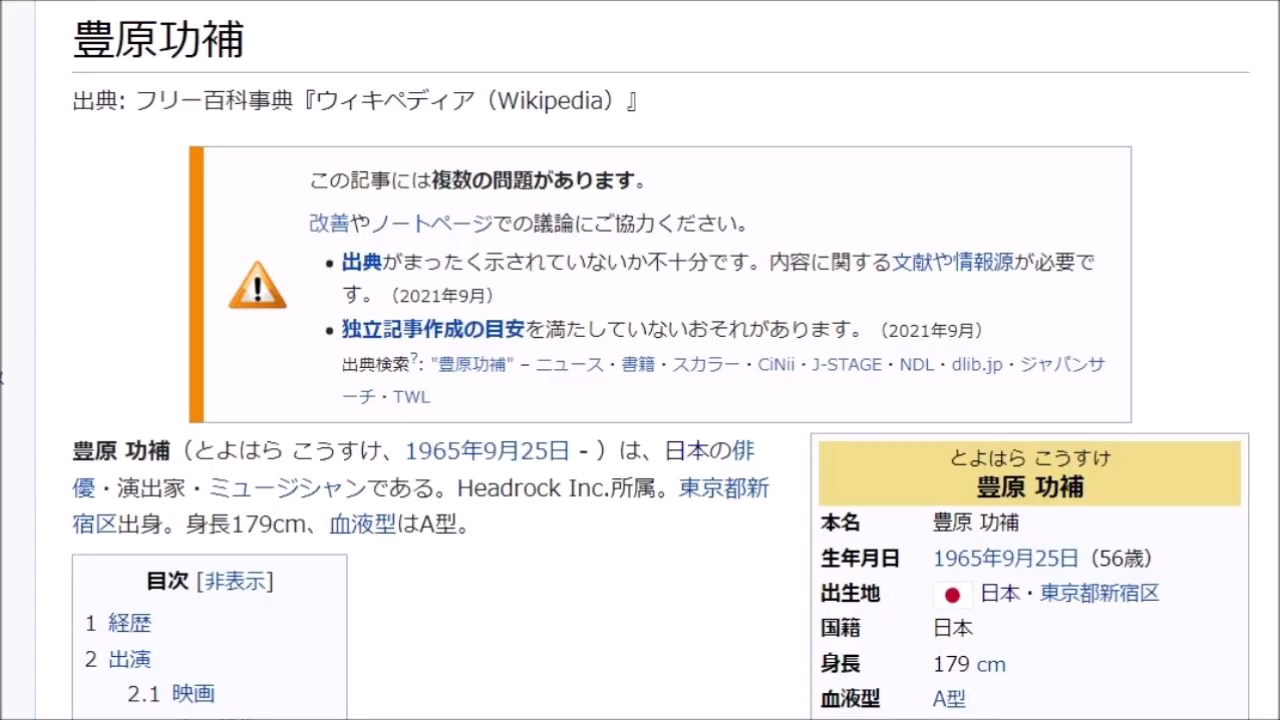 豊原功補
出典: フリー百科事典『ウィキペディア（Wikipedia）』
この記事には複数の問題があります。
改善やノートページでの議論にご協力ください。
• 出典がまったく示されていないか不十分です。内容に関する文献や情報源が必要で
す。（2021年9月）
• 独立記事作成の目安を満たしていないおそれがあります。（2021年9月）
出典検索?: "豊原功補" – ニュース・書籍・スカラー・CiNii・J-STAGE・NDL・dlib.jp・ジャパンサ
ーチ・TWL
豊原 功補（とよはら こうすけ、1965年9月25日 - ）は、日本の俳
優・演出家・ミュージシャンである。Headrock Inc.所属。東京都新
宿区出身。身長179cm、血液型はA型。
目次 [非表示]
1 経歴
2 出演
2.1 映画
とよはら こうすけ
豊原 功補
本名 豊原 功補
生年月日 1965年9月25日（56歳）
出生地 日本・東京都新宿区
国籍 日本
身長 179 cm
血液型 A型